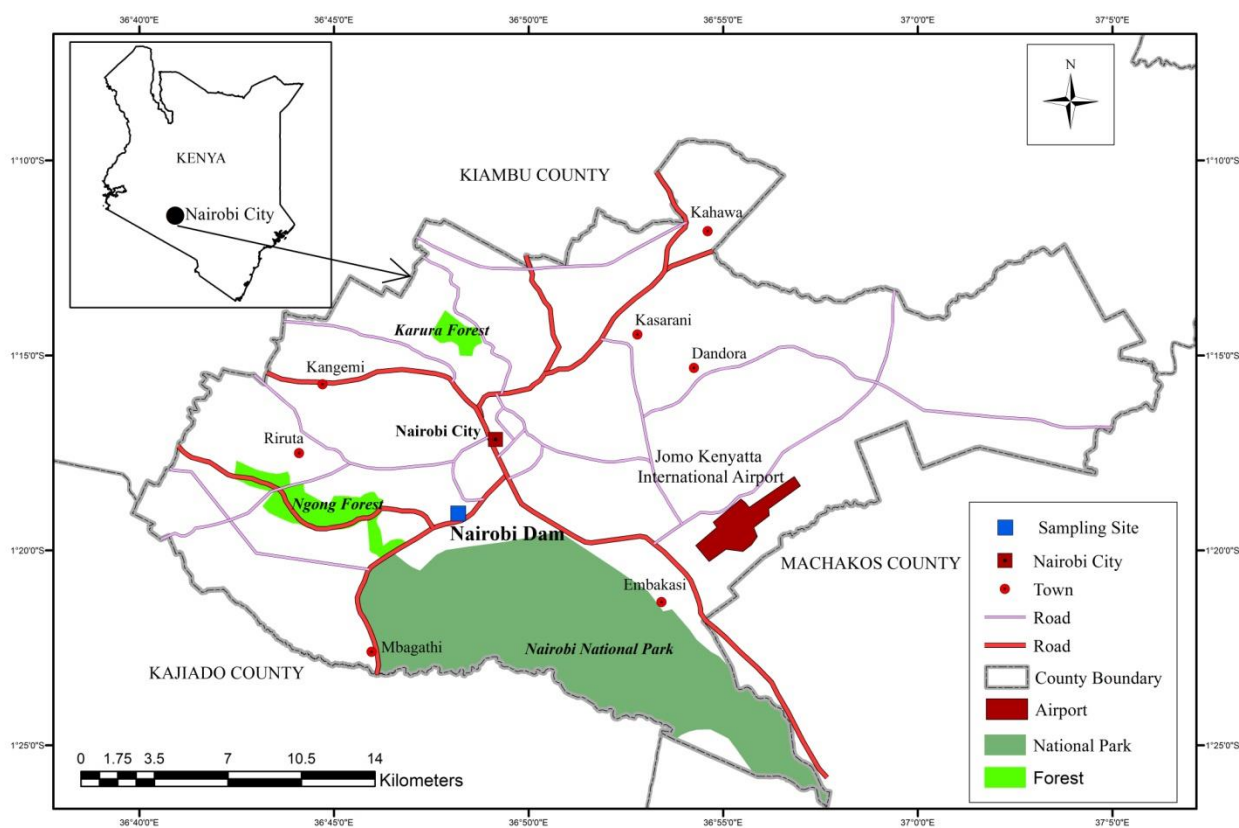 36°40'0"E
36°45'0"E
36°50'0"E
36°55'0"E
37°0'0"E
37°5'0"E
N
KENYA
Nairobi City
1°10'0"S
1°10'0"S
KIAMBU COUNTY
Kahawa
Karura Forest
Kasarani
Dandora
1°15'0"S
1°15'0"S
Kangemi
Nairobi City
Riruta
Jomo Kenyatta
International Airport
Ngong Forest
Nairobi Dam
1°20'0"S
1°20'0"S
MACHAKOS COUNTY
Embakasi
Mbagathi
Nairobi National Park
KAJIADO COUNTY
1°25'0"S
1°25'0"S
0 1.75 3.5 7 10.5 14
Kilometers
Sampling Site
Nairobi City
Town
Road
Road
County Boundary
Airport
National Park
Forest
36°40'0"E
36°45'0"E
36°50'0"E
36°55'0"E
37°0'0"E
37°5'0"E